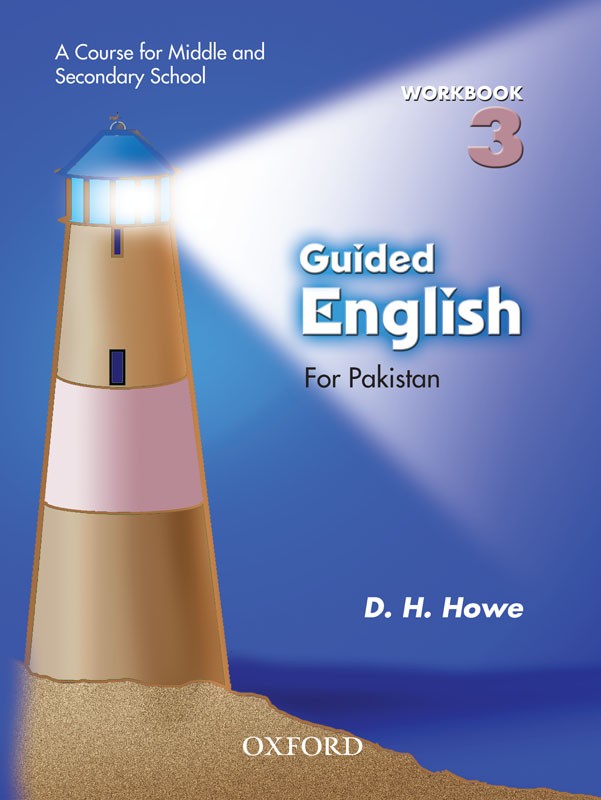 A Course for Middle and
Secondary School
WORKBOOK
3
Guided
English
For Pakistan
D. H. Howe
OXFORD